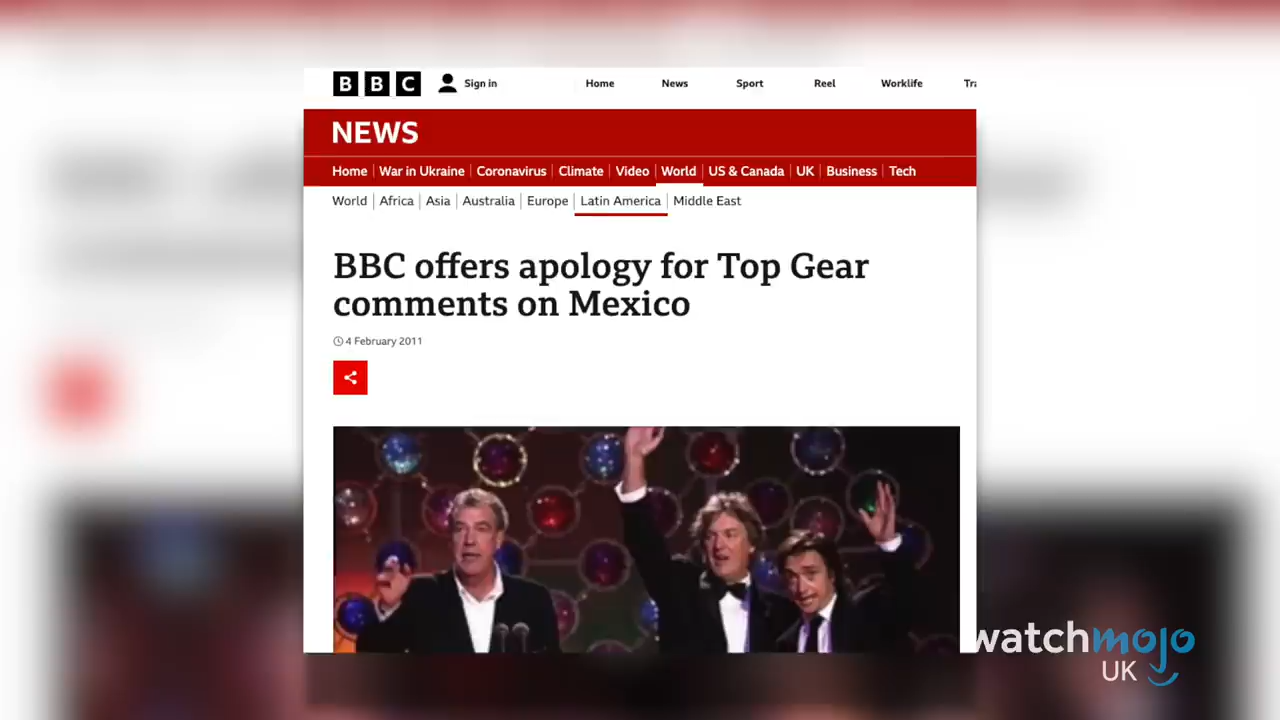 BBC Sign in Home News Sport Reel Worklife Tra
NEWS
Home War in Ukraine Coronavirus Climate Video World US & Canada UK Business Tech
World Africa Asia Australia Europe Latin America Middle East
BBC offers apology for Top Gear
comments on Mexico
4 February 2011
watchmojo
UK